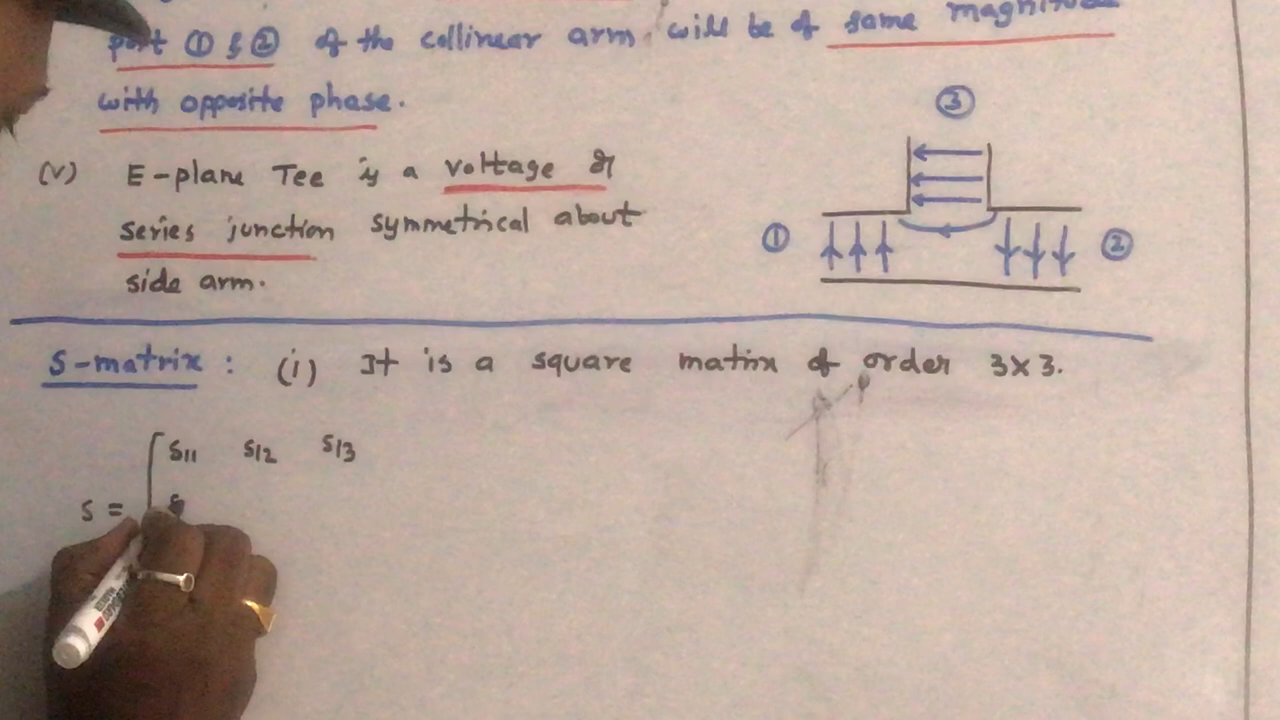 port ① & ② of the collinear arm will be of same magnitude
with opposite phase.
③
(v) E-plane Tee is a voltage or
series junction symmetrical about
side arm.
① ②
S-matrix : (i) It is a square matrix of order 3x3.
S11 S12 S13
S = S